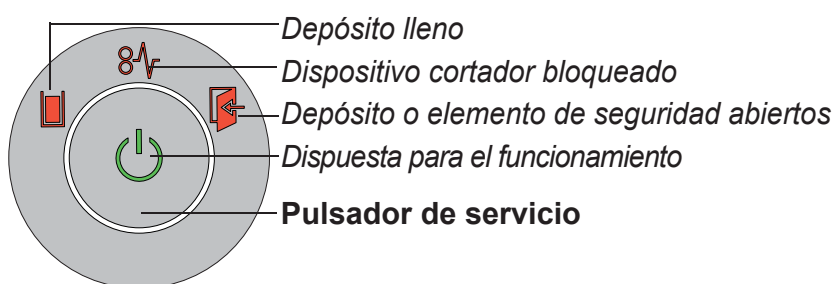 Depósito lleno
Dispositivo cortador bloqueado
Depósito o elemento de seguridad abiertos
Dispuesta para el funcionamiento
Pulsador de servicio